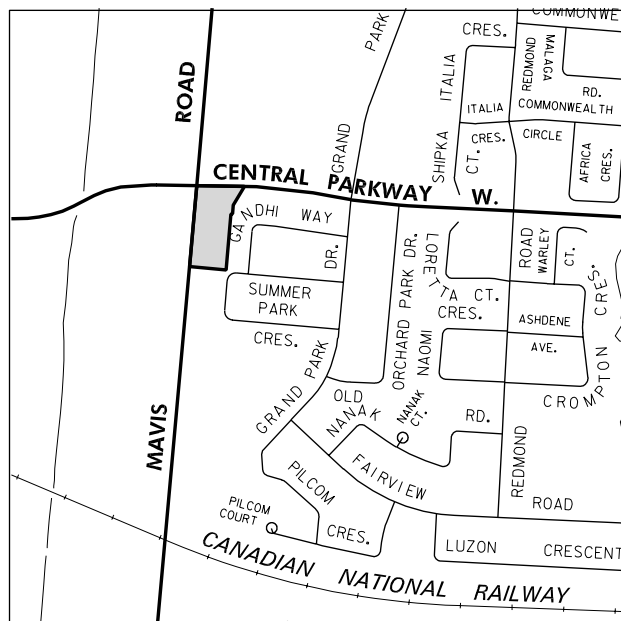 COMMONWE
CRES.
PARK
REDMOND
MALAGA
RD.
ITALIA
ROAD
ITALIA
COMMONWEALTH
CRES.
CIRCLE
GRAND
SHIPKA
CT.
AFRICA
CRES.
CENTRAL PARKWAY W.
GANDHI WAY
DR.
ORCHARD PARK DR.
LORETTA CT.
ROAD
WARLEY
CT.
SUMMER
PARK
CRES.
CRES.
ASHDENE
AVE.
CROMPTON CRES.
NAOMI
GRAND PARK
OLD
NANAK
NANAK
CT.
RD.
MAVIS
REDMOND
FAIRVIEW
ROAD
PILCOM
CRES.
PILCOM
COURT
LUZON CRESCENT
CANADIAN NATIONAL RAILWAY